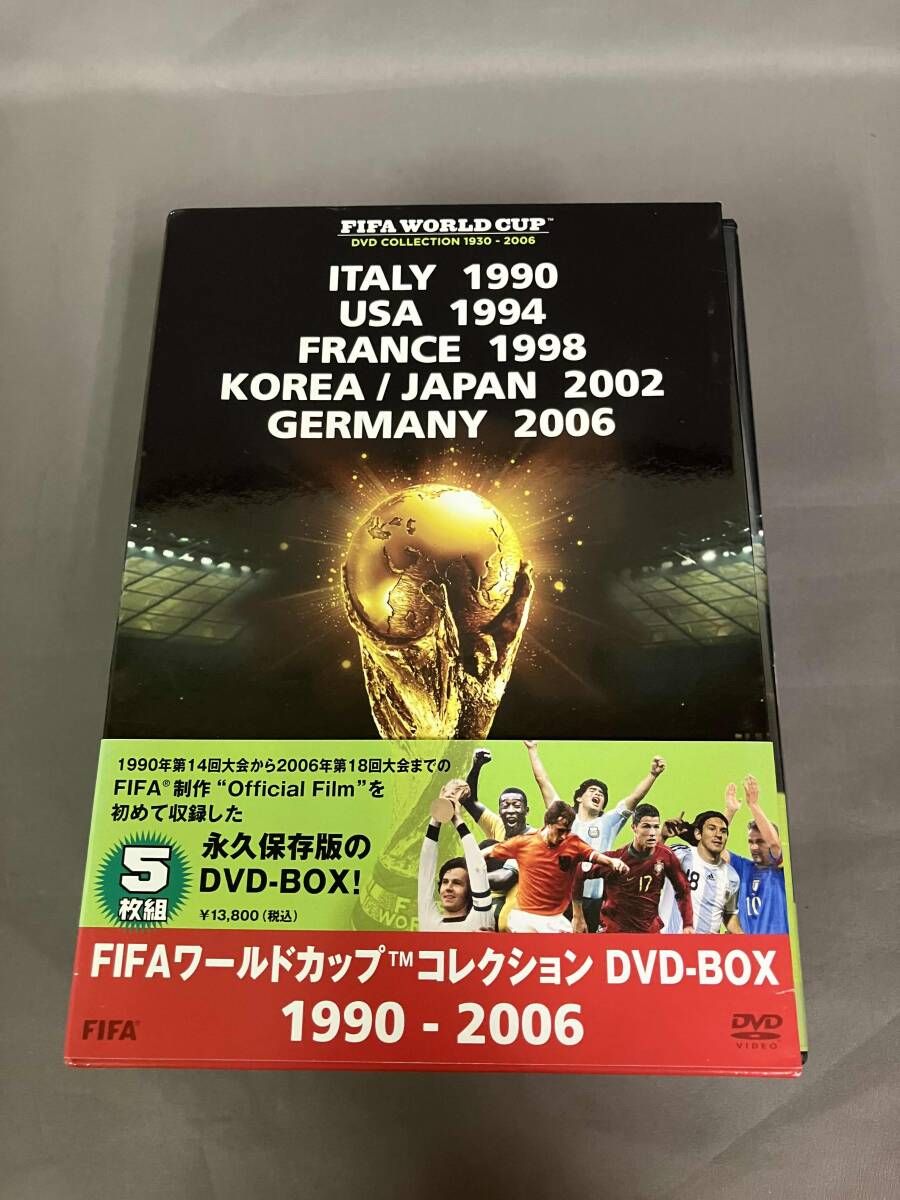 FIFA WORLD CUP™
DVD COLLECTION 1930 - 2006
ITALY 1990
USA 1994
FRANCE 1998
KOREA / JAPAN 2002
GERMANY 2006
1990年第14回大会から2006年第18回大会までの
FIFA®制作“Official Film”を
初めて収録した
5
枚組
永久保存版の
DVD-BOX!
¥13,800(税込)
17
18
10
FIFAワールドカップ™コレクション DVD-BOX
1990 - 2006
FIFA®
DVD
VIDEO